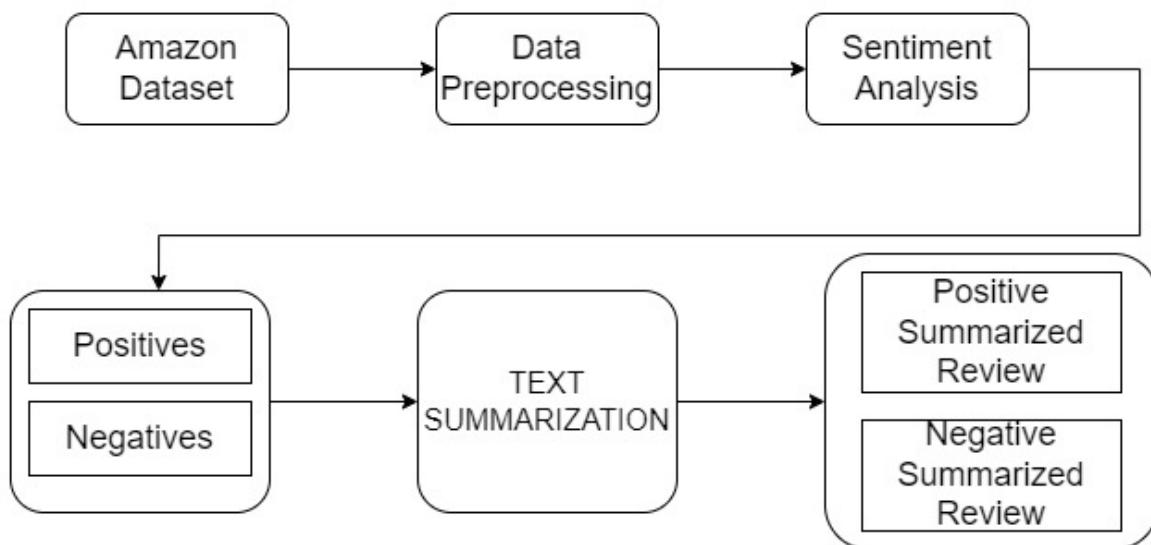 Amazon
Dataset
Data
Preprocessing
Sentiment
Analysis
Positives
Negatives
TEXT
SUMMARIZATION
Positive
Summarized
Review
Negative
Summarized
Review